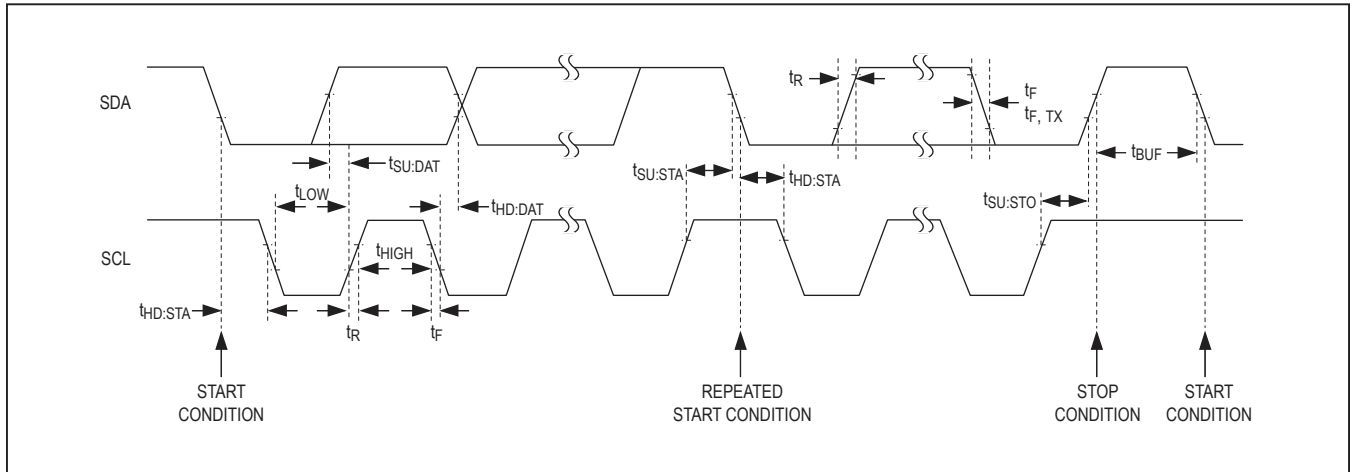 SDA
tR
tF
tF, TX
tSU:DAT
tLOW
tHD:DAT
tSU:STA
tHD:STA
tBUF
tSU:STO
SCL
tHIGH
tHD:STA
tR
tF
START
CONDITION
REPEATED
START CONDITION
STOP
CONDITION
START
CONDITION